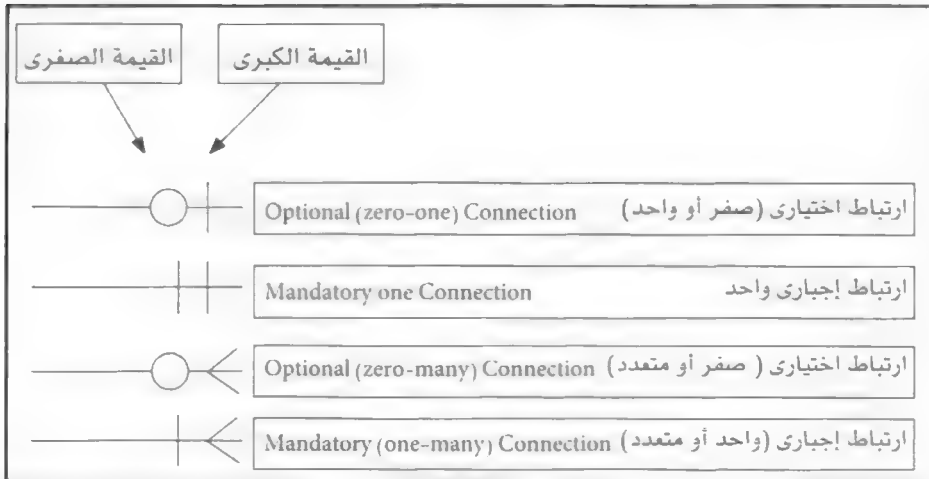 القيمة الصغرى
القيمة الكبرى
Optional (zero-one) Connection ارتباط اختيارى (صفر أو واحد)
Mandatory one Connection ارتباط إجبارى واحد
Optional (zero-many) Connection ارتباط اختيارى ( صفر أو متعدد)
Mandatory (one-many) Connection ارتباط إجبارى (واحد أو متعدد)